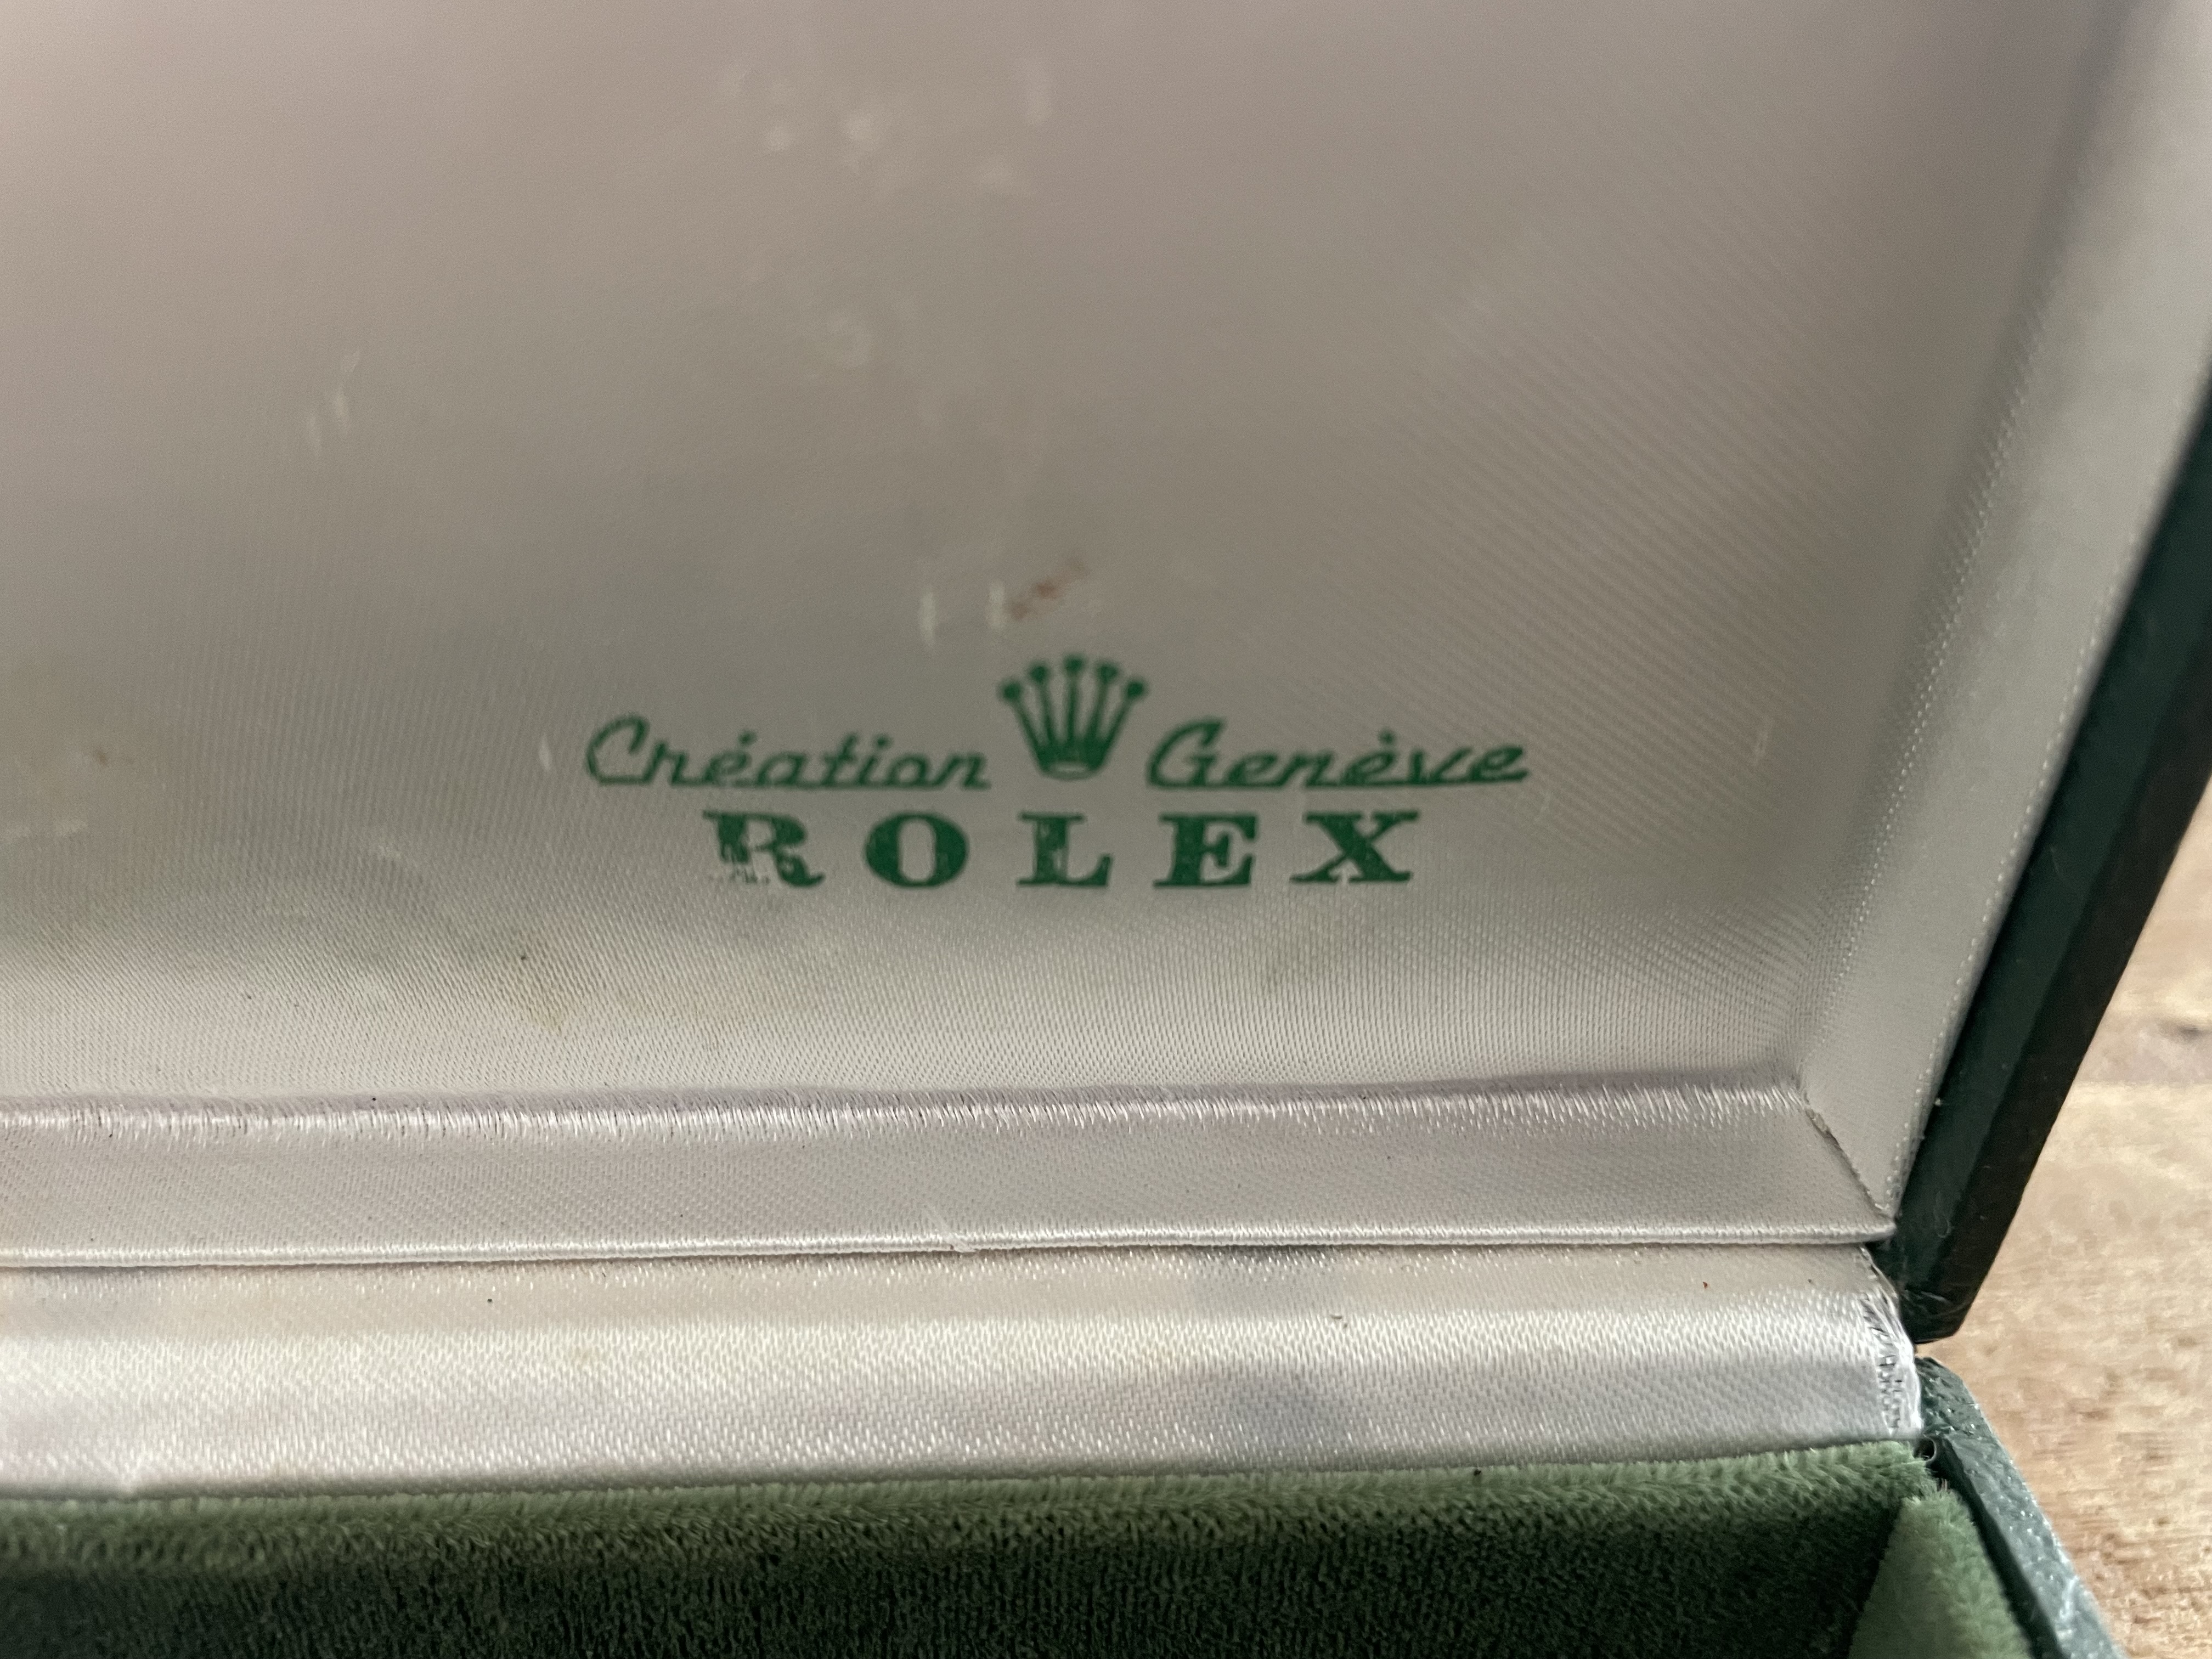 Création Genève
ROLEX